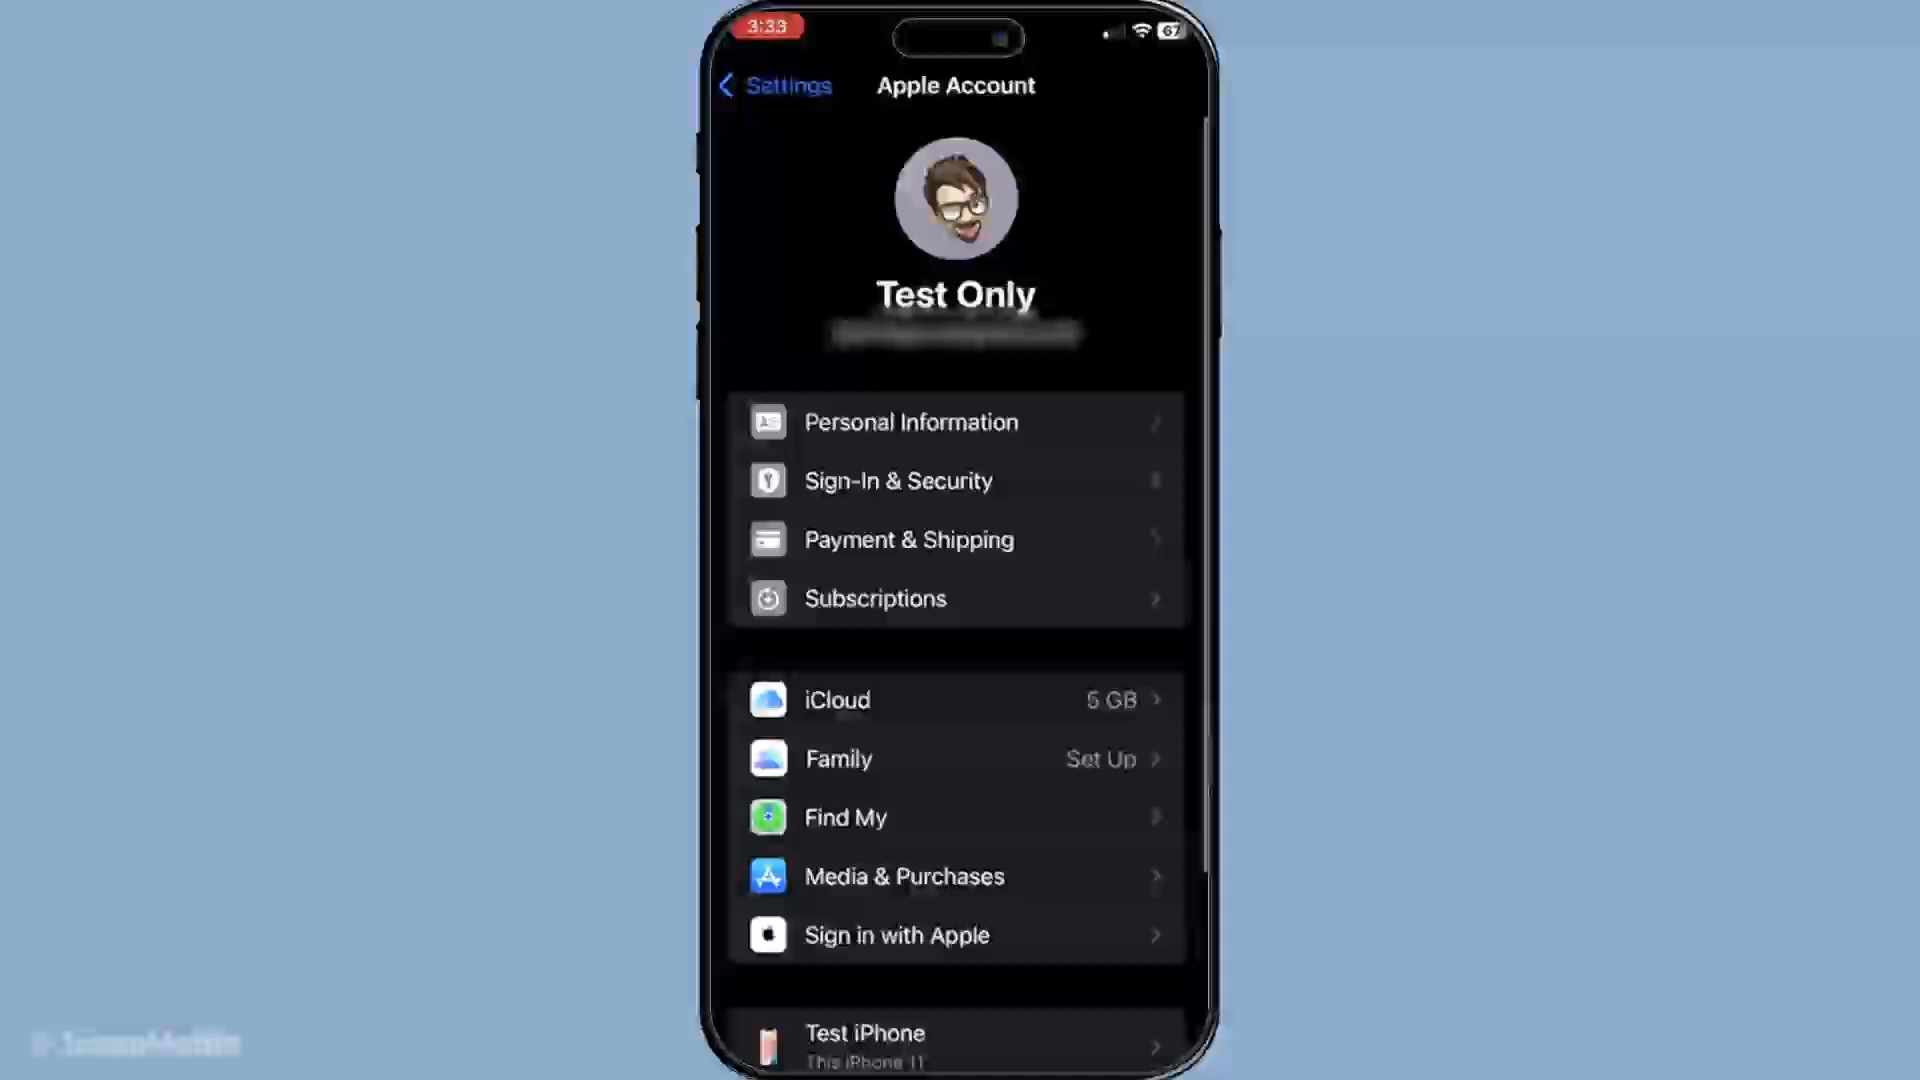 3:33
67
Settings
Apple Account
Test Only
Personal Information
Sign-In & Security
Payment & Shipping
Subscriptions
iCloud 5 GB
Family Set Up
Find My
Media & Purchases
Sign in with Apple
Test iPhone
This iPhone 11